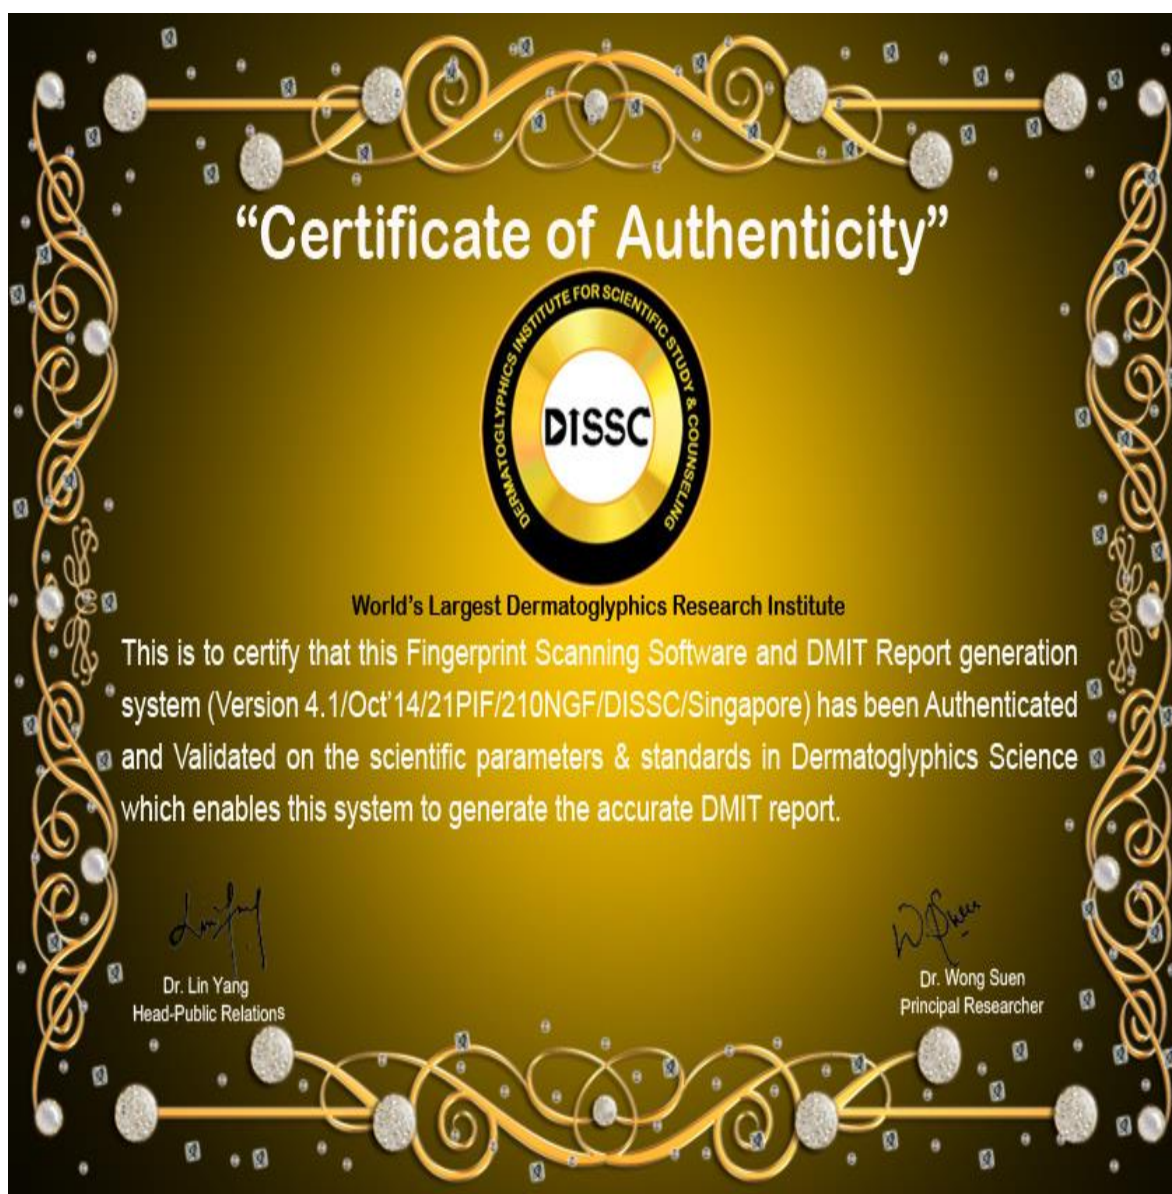 “Certificate of Authenticity”
DERMATOGLYPHICS INSTITUTE FOR SCIENTIFIC STUDY & COUNSELING
DISSC
World's Largest Dermatoglyphics Research Institute
This is to certify that this Fingerprint Scanning Software and DMIT Report generation
system (Version 4.1/Oct'14/21PIF/210NGF/DISSC/Singapore) has been Authenticated
and Validated on the scientific parameters & standards in Dermatoglyphics Science
which enables this system to generate the accurate DMIT report.
Dr. Lin Yang
Head-Public Relations
Dr. Wong Suen
Principal Researcher